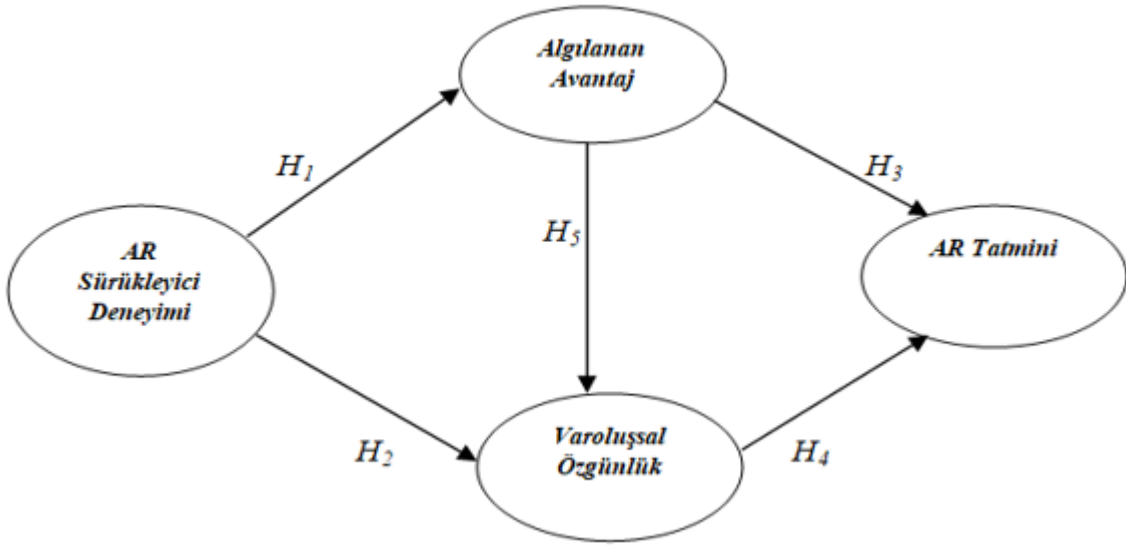 Algılanan
Avantaj
H1
H3
AR
Sürükleyici
Deneyimi
H5
AR Tatmini
H2
Varoluşsal
Özgünlük
H4